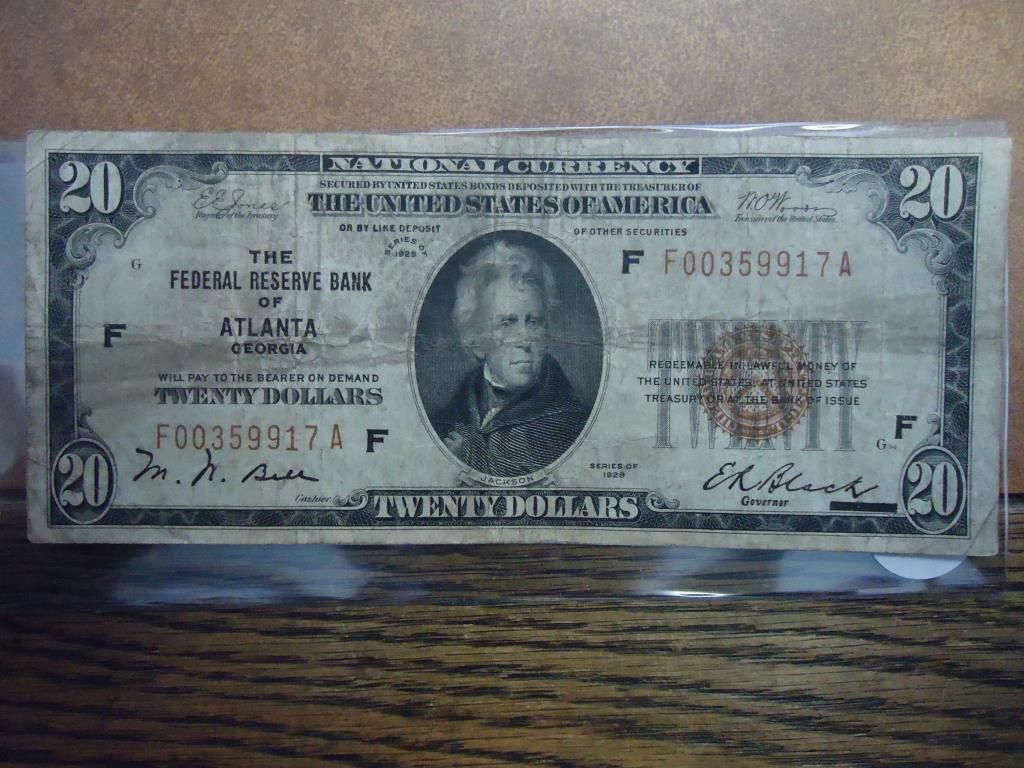 NATIONAL CURRENCY
20
20
SECURED BY UNITED STATES BONDS DEPOSITED WITH THE TREASURER OF
THE UNITED STATES OF AMERICA
E E Jones
Register of the Treasury
W O Woods
Treasurer of the United States
OR BY LIKE DEPOSIT
OF OTHER SECURITIES
SERIES OF
1929
G
THE
FEDERAL RESERVE BANK
OF
ATLANTA
GEORGIA
F
F F00359917A
WILL PAY TO THE BEARER ON DEMAND
TWENTY DOLLARS
TWENTY
REDEEMABLE IN LAWFUL MONEY OF
THE UNITED STATES AT UNITED STATES
TREASURY OR AT THE BANK OF ISSUE
F00359917A F
F
G
M. W. Bell
Cashier
JACKSON
SERIES OF
1929
E R Black
Governor
20
20
TWENTY DOLLARS